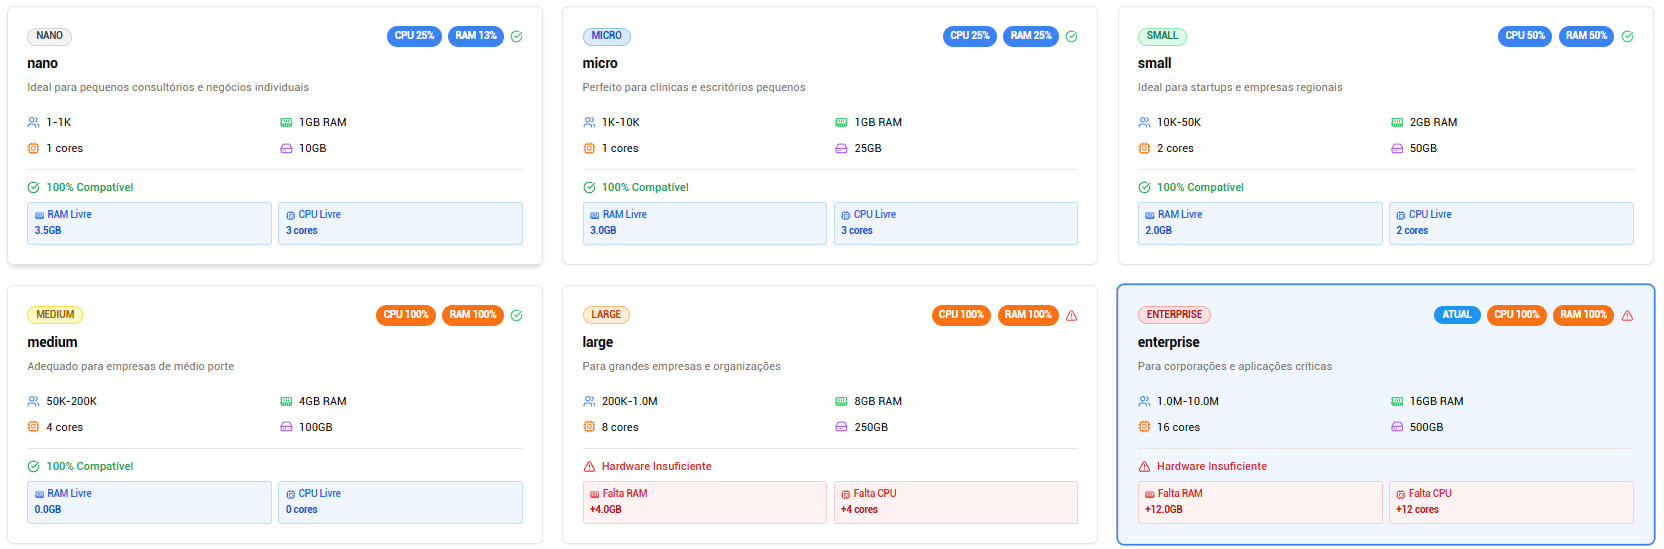 NANO
CPU 25%
RAM 13%
nano
Ideal para pequenos consultórios e negócios individuais
1-1K
1GB RAM
1 cores
10GB
100% Compatível
RAM Livre
3.5GB
CPU Livre
3 cores
MICRO
CPU 25%
RAM 25%
micro
Perfeito para clínicas e escritórios pequenos
1K-10K
1GB RAM
1 cores
25GB
100% Compatível
RAM Livre
3.0GB
CPU Livre
3 cores
SMALL
CPU 50%
RAM 50%
small
Ideal para startups e empresas regionais
10K-50K
2GB RAM
2 cores
50GB
100% Compatível
RAM Livre
2.0GB
CPU Livre
2 cores
MEDIUM
CPU 100%
RAM 100%
medium
Adequado para empresas de médio porte
50K-200K
4GB RAM
4 cores
100GB
100% Compatível
RAM Livre
0.0GB
CPU Livre
0 cores
LARGE
CPU 100%
RAM 100%
large
Para grandes empresas e organizações
200K-1.0M
8GB RAM
8 cores
250GB
Hardware Insuficiente
Falta RAM
+4.0GB
Falta CPU
+4 cores
ENTERPRISE
ATUAL
CPU 100%
RAM 100%
enterprise
Para corporações e aplicações críticas
1.0M-10.0M
16GB RAM
16 cores
500GB
Hardware Insuficiente
Falta RAM
+12.0GB
Falta CPU
+12 cores